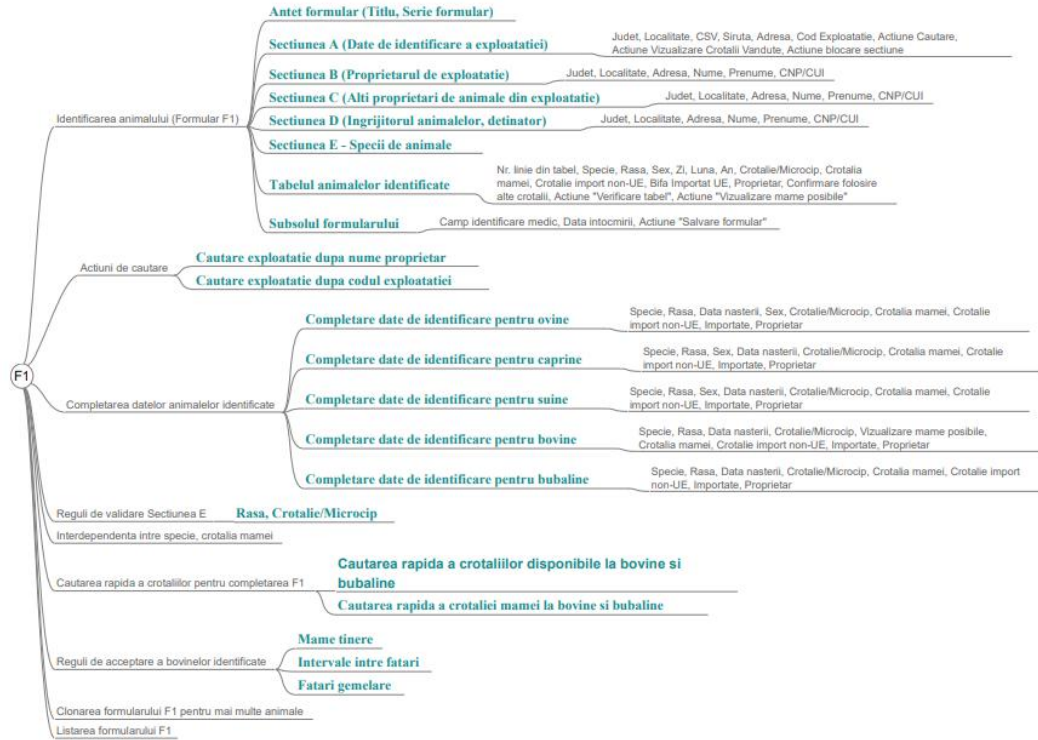 F1
Identificarea animalului (Formular F1)
Antet formular (Titlu, Serie formular)
Sectiunea A (Date de identificare a exploatatiei)
Judet, Localitate, CSV, Siruta, Adresa, Cod Exploatatie, Actiune Cautare,
Actiune Vizualizare Crotalii Vandute, Actiune blocare sectiune
Sectiunea B (Proprietarul de exploatatie)
Judet, Localitate, Adresa, Nume, Prenume, CNP/CUI
Sectiunea C (Alti proprietari de animale din exploatatie)
Judet, Localitate, Adresa, Nume, Prenume, CNP/CUI
Sectiunea D (Ingrijitorul animalelor, detinator)
Judet, Localitate, Adresa, Nume, Prenume, CNP/CUI
Sectiunea E - Specii de animale
Tabelul animalelor identificate
Nr. linie din tabel, Specie, Rasa, Sex, Zi, Luna, An, Crotalie/Microcip, Crotalia
mamei, Crotalie import non-UE, Bifa Importat UE, Proprietar, Confirmare folosire
alte crotalii, Actiune "Verificare tabel", Actiune "Vizualizare mame posibile"
Subsolul formularului
Camp identificare medic, Data intocmirii, Actiune "Salvare formular"
Actiuni de cautare
Cautare exploatatie dupa nume proprietar
Cautare exploatatie dupa codul exploatatiei
Completarea datelor animalelor identificate
Completare date de identificare pentru ovine
Specie, Rasa, Data nasterii, Sex, Crotalie/Microcip, Crotalia mamei, Crotalie
import non-UE, Importate, Proprietar
Completare date de identificare pentru caprine
Specie, Rasa, Sex, Data nasterii, Crotalie/Microcip, Crotalia mamei, Crotalie
import non-UE, Importate, Proprietar
Completare date de identificare pentru suine
Specie, Rasa, Sex, Data nasterii, Crotalie/Microcip, Crotalia mamei, Crotalie
import non-UE, Importate, Proprietar
Completare date de identificare pentru bovine
Specie, Rasa, Data nasterii, Crotalie/Microcip, Vizualizare mame posibile,
Crotalia mamei, Crotalie import non-UE, Importate, Proprietar
Completare date de identificare pentru bubaline
Specie, Rasa, Data nasterii, Crotalie/Microcip, Crotalia mamei, Crotalie import
non-UE, Importate, Proprietar
Reguli de validare Sectiunea E
Rasa, Crotalie/Microcip
Interdependenta intre specie, crotalia mamei
Cautarea rapida a crotaliilor pentru completarea F1
Cautarea rapida a crotaliilor disponibile la bovine si
bubaline
Cautarea rapida a crotaliei mamei la bovine si bubaline
Reguli de acceptare a bovinelor identificate
Mame tinere
Intervale intre fatari
Fatari gemelare
Clonarea formularului F1 pentru mai multe animale
Listarea formularului F1